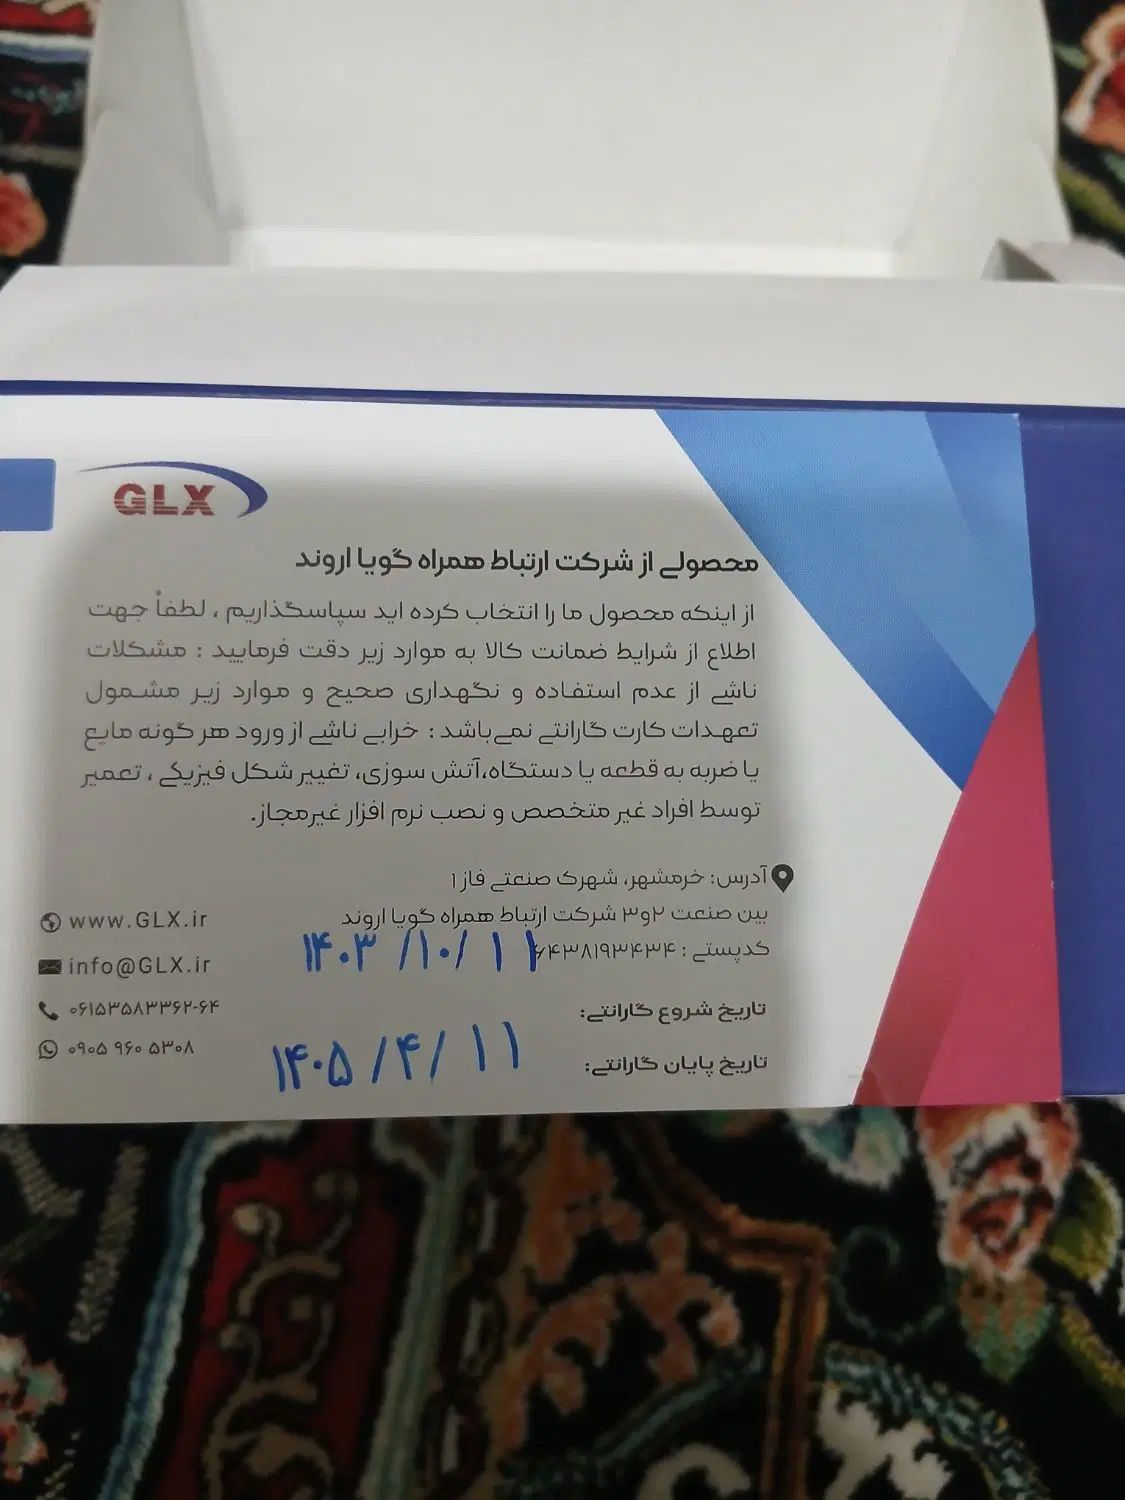 GLX
محصولی از شرکت ارتباط همراه گویا اروند
از اینکه محصول ما را انتخاب کرده اید سپاسگذاریم ، لطفاً جهت
اطلاع از شرایط ضمانت کالا به موارد زیر دقت فرمایید : مشکلات
ناشی از عدم استفاده و نگهداری صحیح و موارد زیر مشمول
تعهدات کارت گارانتی نمی‌باشد : خرابی ناشی از ورود هر گونه مایع
یا ضربه به قطعه یا دستگاه،آتش سوزی، تغییر شکل فیزیکی ، تعمیر
توسط افراد غیر متخصص و نصب نرم افزار غیرمجاز.
آدرس: خرمشهر، شهرک صنعتی فاز ۱
بین صنعت ۲و۳ شرکت ارتباط همراه گویا اروند
کدپستی : ۶۴۳۸۱۹۳۴۳۴
تاریخ شروع گارانتی: ۱۴۰۳/۱۰/۱۱
تاریخ پایان گارانتی: ۱۴۰۵/۴/۱۱
www.GLX.ir
info@GLX.ir
۰۶۱۵۳۵۸۳۳۶۲-۶۴
۰۹۰۵ ۹۶۰ ۵۳۰۸